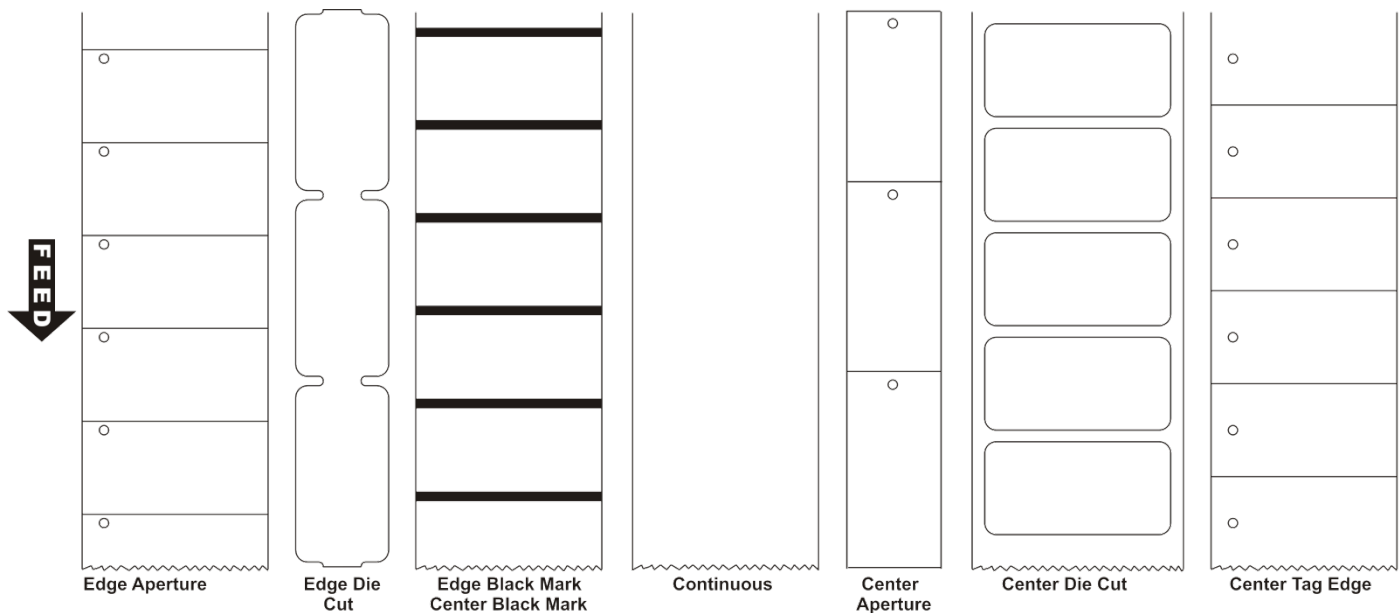 FEED
Edge Aperture
Edge Die
Cut
Edge Black Mark
Center Black Mark
Continuous
Center
Aperture
Center Die Cut
Center Tag Edge